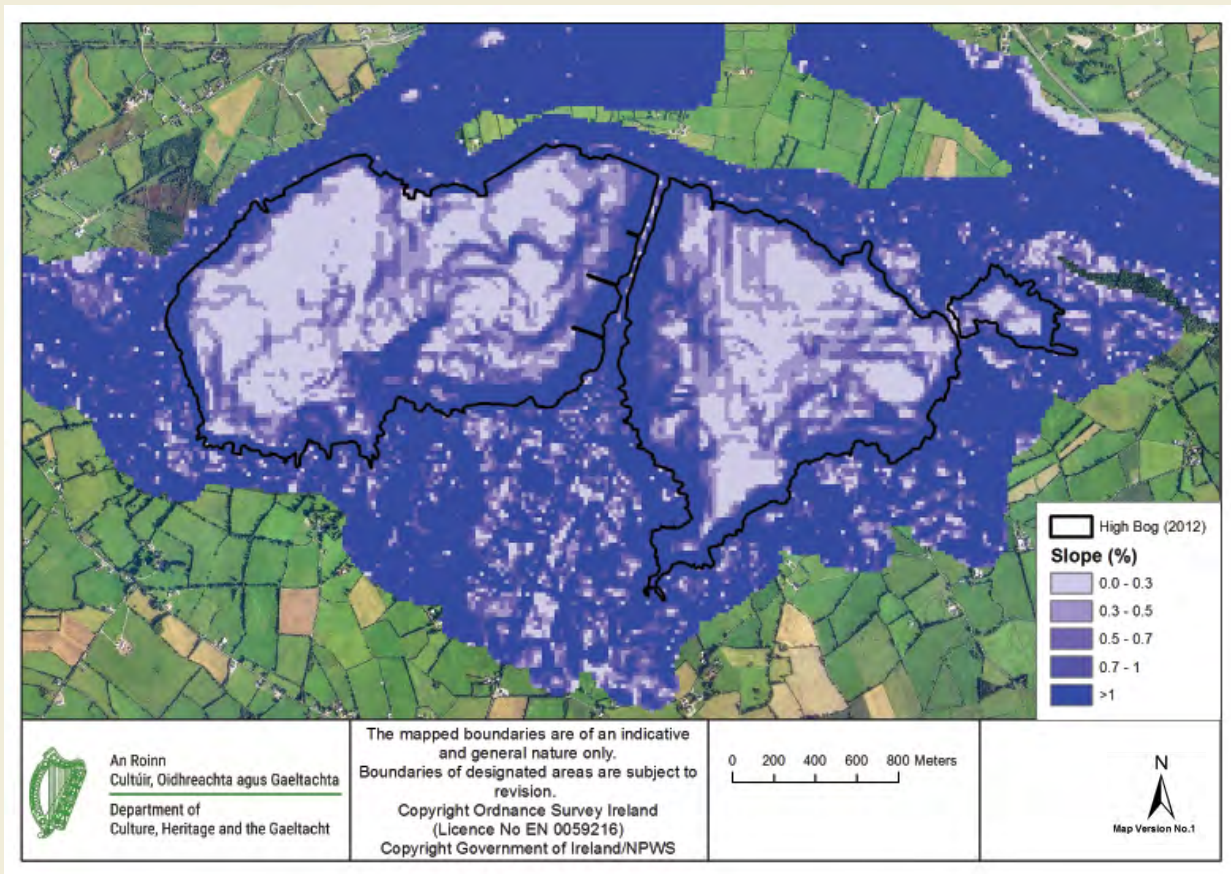 High Bog (2012)
Slope (%)
0.0 - 0.3
0.3 - 0.5
0.5 - 0.7
0.7 - 1
>1
An Roinn
Cultúir, Oidhreachta agus Gaeltachta
Department of
Culture, Heritage and the Gaeltacht
The mapped boundaries are of an indicative
and general nature only.
Boundaries of designated areas are subject to
revision.
Copyright Ordnance Survey Ireland
(Licence No EN 0059216)
Copyright Government of Ireland/NPWS
0 200 400 600 800 Meters
N
Map Version No.1